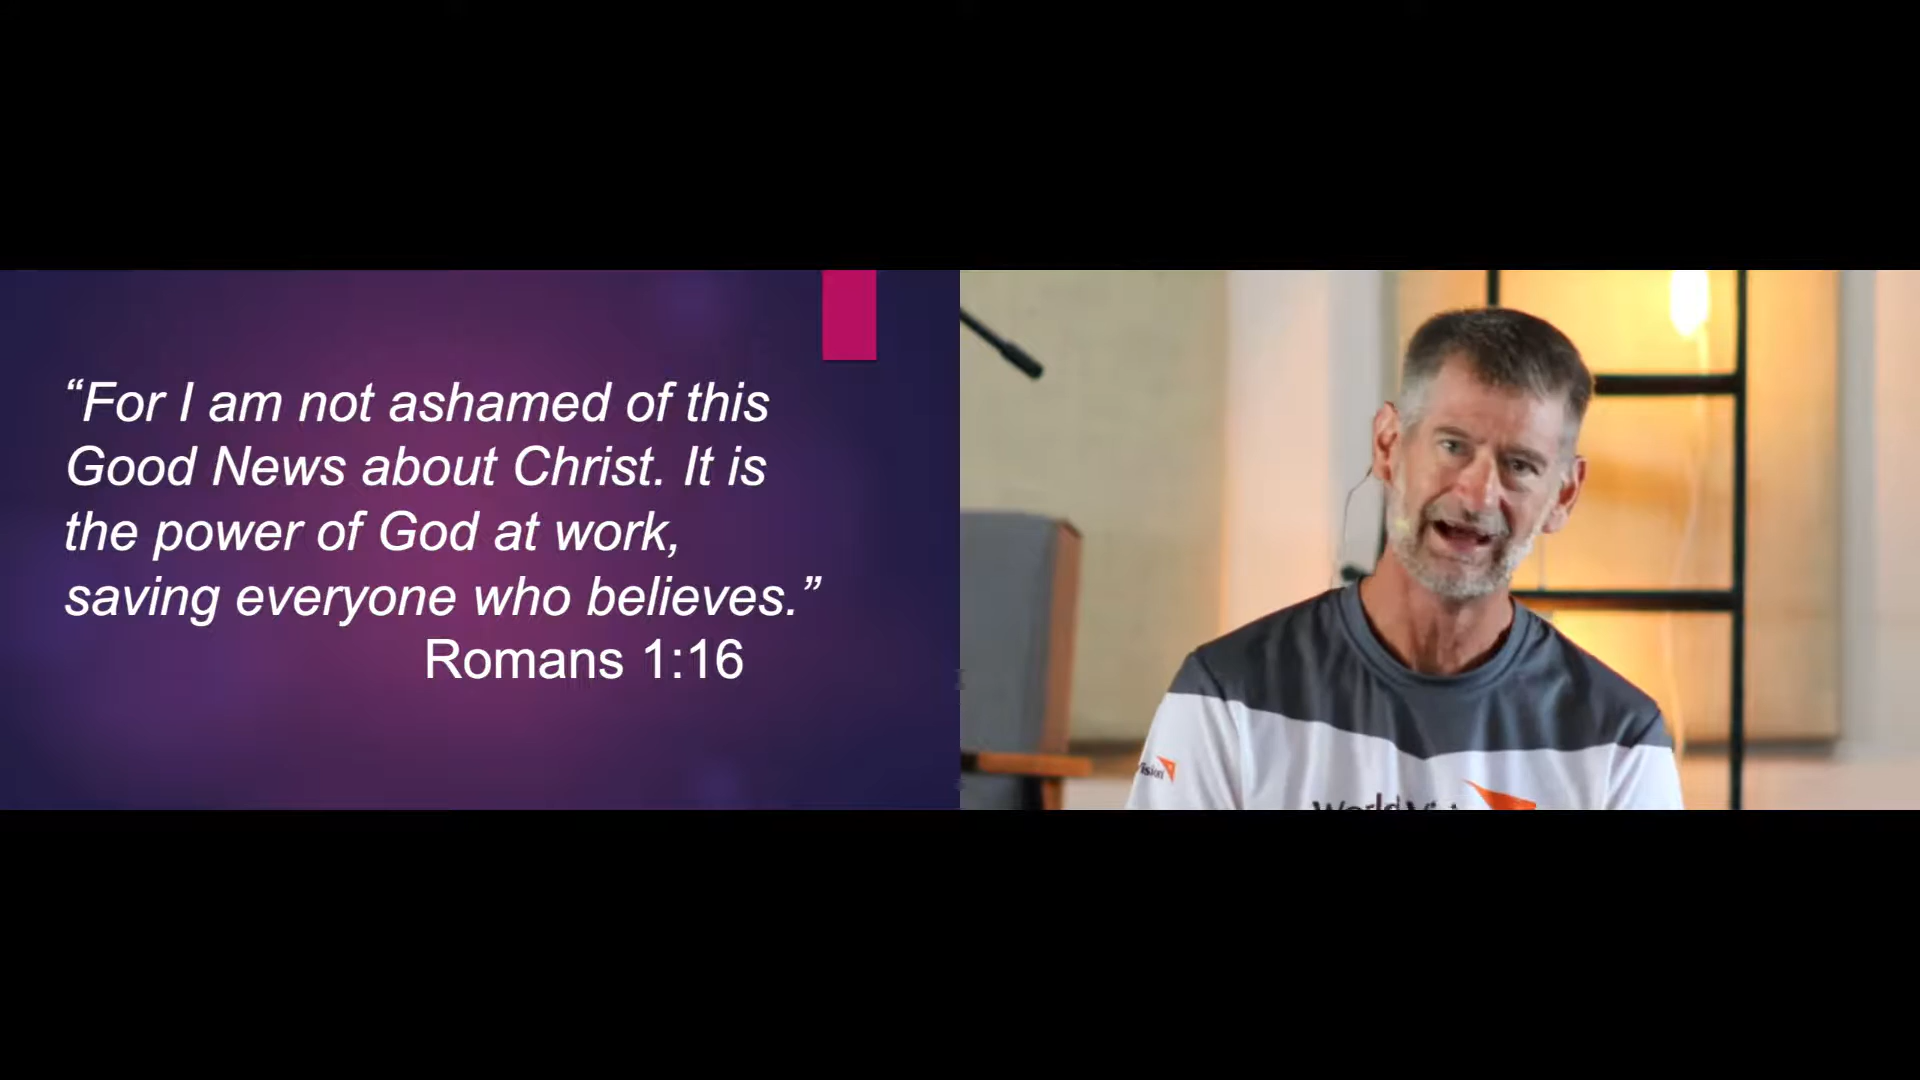 “For I am not ashamed of this
Good News about Christ. It is
the power of God at work,
saving everyone who believes.”
Romans 1:16